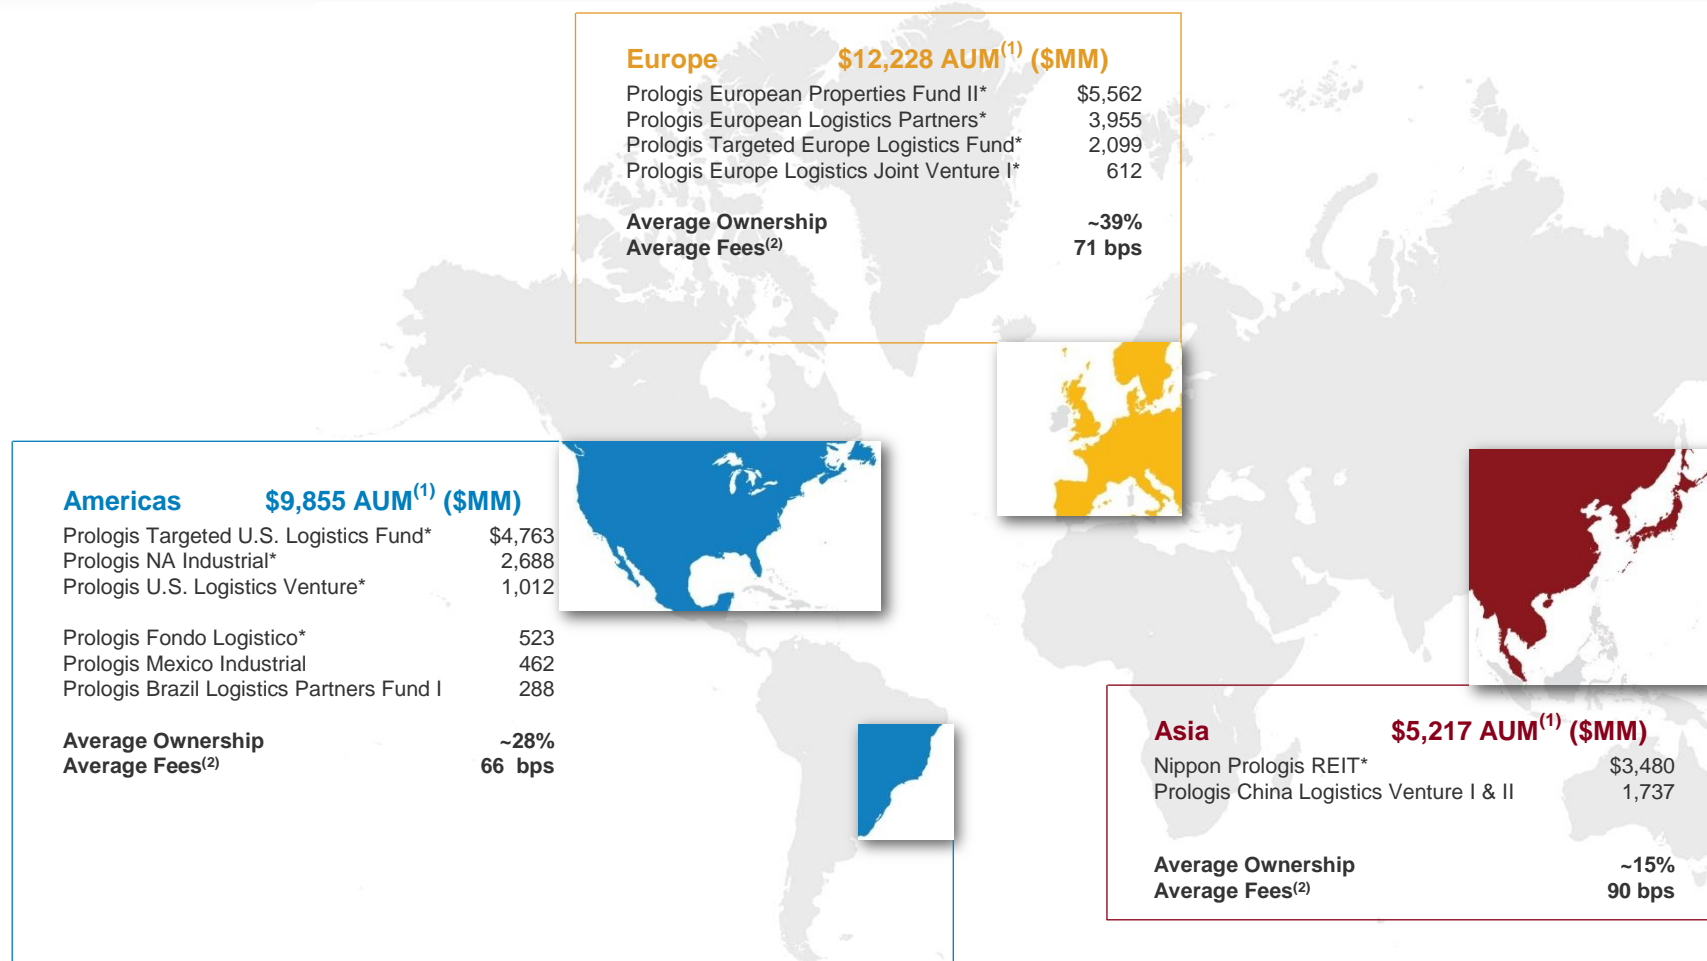 Europe $12,228 AUM(1) ($MM)
Prologis European Properties Fund II* $5,562
Prologis European Logistics Partners* 3,955
Prologis Targeted Europe Logistics Fund* 2,099
Prologis Europe Logistics Joint Venture I* 612
Average Ownership ~39%
Average Fees(2) 71 bps
Americas $9,855 AUM(1) ($MM)
Prologis Targeted U.S. Logistics Fund* $4,763
Prologis NA Industrial* 2,688
Prologis U.S. Logistics Venture* 1,012
Prologis Fondo Logistico* 523
Prologis Mexico Industrial 462
Prologis Brazil Logistics Partners Fund I 288
Average Ownership ~28%
Average Fees(2) 66 bps
Asia $5,217 AUM(1) ($MM)
Nippon Prologis REIT* $3,480
Prologis China Logistics Venture I & II 1,737
Average Ownership ~15%
Average Fees(2) 90 bps